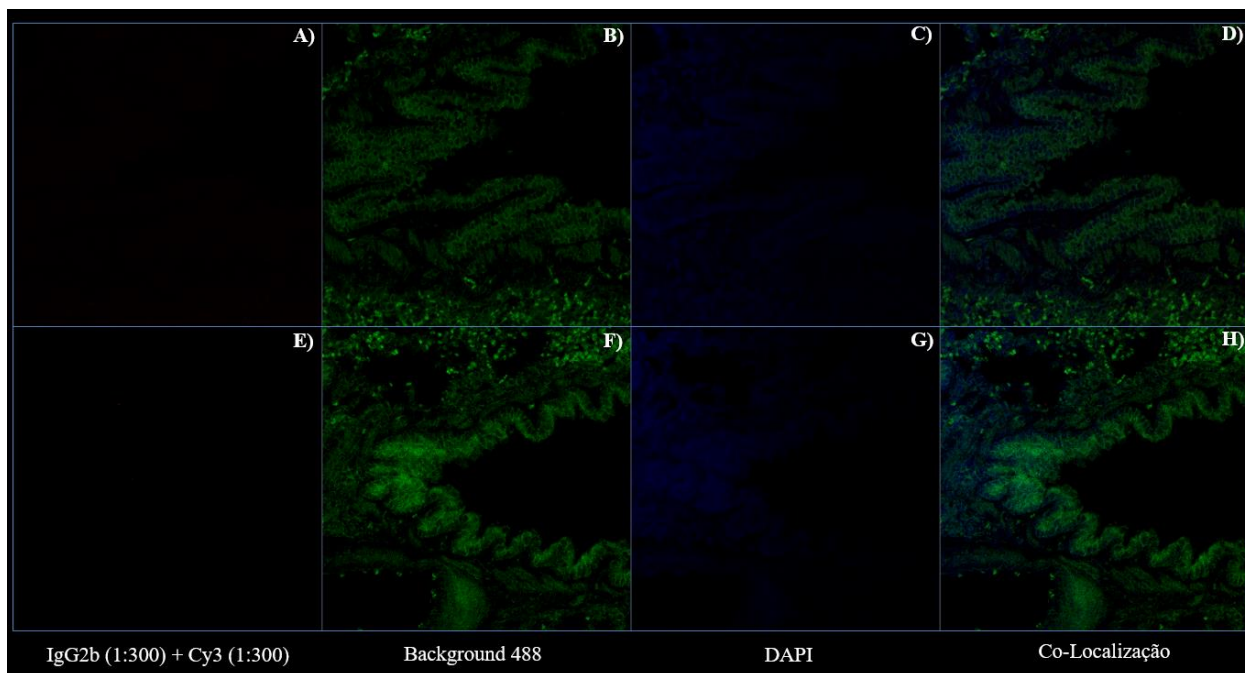 A) B) C) D)
E) F) G) H)
IgG2b (1:300) + Cy3 (1:300) Background 488 DAPI Co-Localização